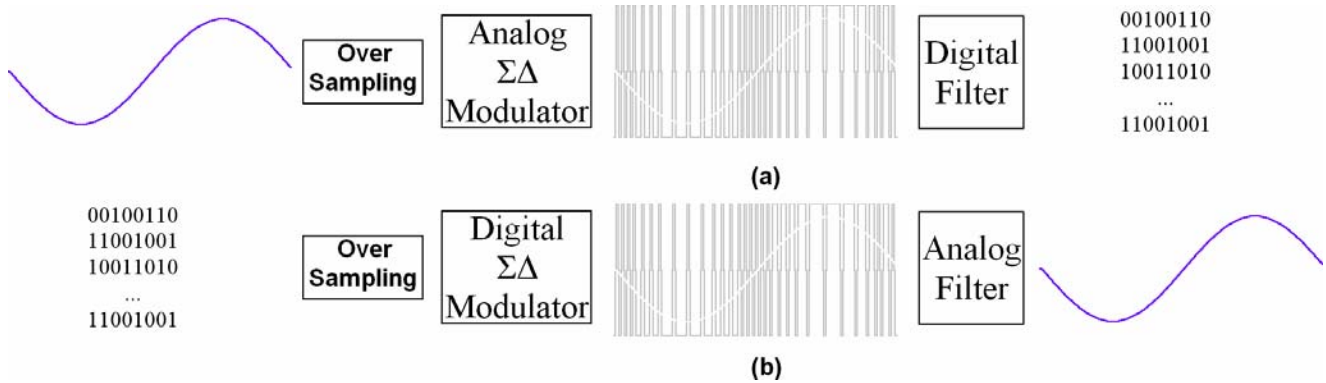 Over
Sampling
Analog
ΣΔ
Modulator
Digital
Filter
00100110
11001001
10011010
...
11001001
(a)
00100110
11001001
10011010
...
11001001
Over
Sampling
Digital
ΣΔ
Modulator
Analog
Filter
(b)